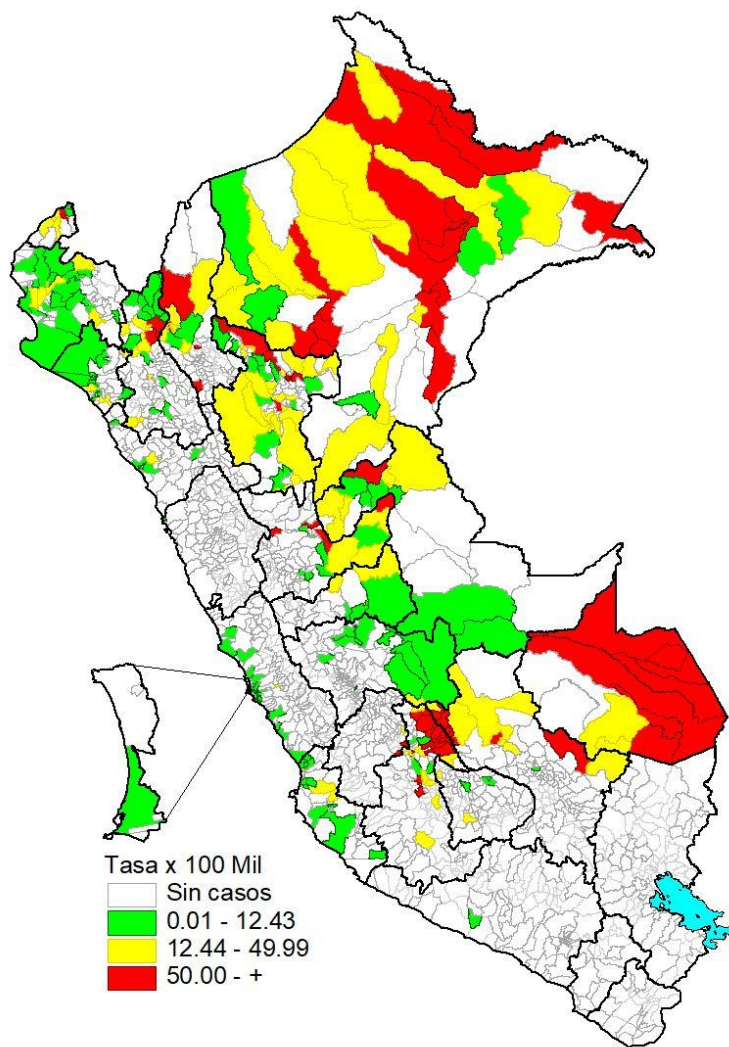 Tasa x 100 Mil
Sin casos
0.01 - 12.43
12.44 - 49.99
50.00 - +